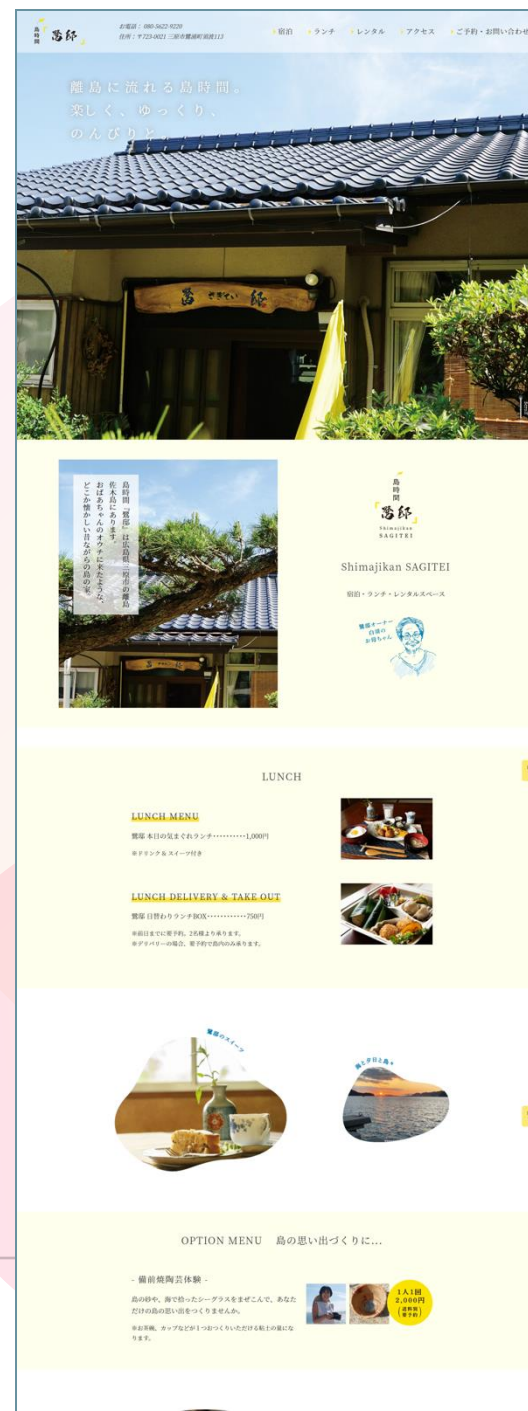 島時間
鷺邸
お電話： 080-5622-9220
住所：〒723-0021 三原市鷺浦町須波113
宿泊
ランチ
レンタル
アクセス
ご予約・お問い合わせ
離島に流れる島時間。
楽しく、ゆっくり、
のんびりと。
鷺 さぎてい 邸
島時間『鷺邸』は広島県三原市の離島
佐木島にあります。
おばあちゃんのオウチに来たような、
どこか懐かしい昔ながらの島の家。
島時間
鷺邸
Shimajikan
SAGITEI
Shimajikan SAGITEI
宿泊・ランチ・レンタルスペース
鷺邸オーナー
白須の
お母ちゃん
LUNCH
LUNCH MENU
鷺邸 本日の気まぐれランチ‥‥‥‥‥1,000円
※ドリンク＆スイーツ付き
LUNCH DELIVERY & TAKE OUT
鷺邸 日替わりランチBOX‥‥‥‥‥‥750円
※前日までに要予約。2名様より承ります。
※デリバリーの場合、要予約で島内のみ承ります。
鷺邸のスイーツ
海と夕日と島々
OPTION MENU 島の思い出づくりに...
- 備前焼陶芸体験 -
島の砂や、海で拾ったシーグラスをまぜこんで、あなた
だけの島の思い出をつくりませんか。
1人1回
2,000円
(送料別
要予約)
※お茶碗、カップなどが１つおつくりいただける粘土の量にな
ります。